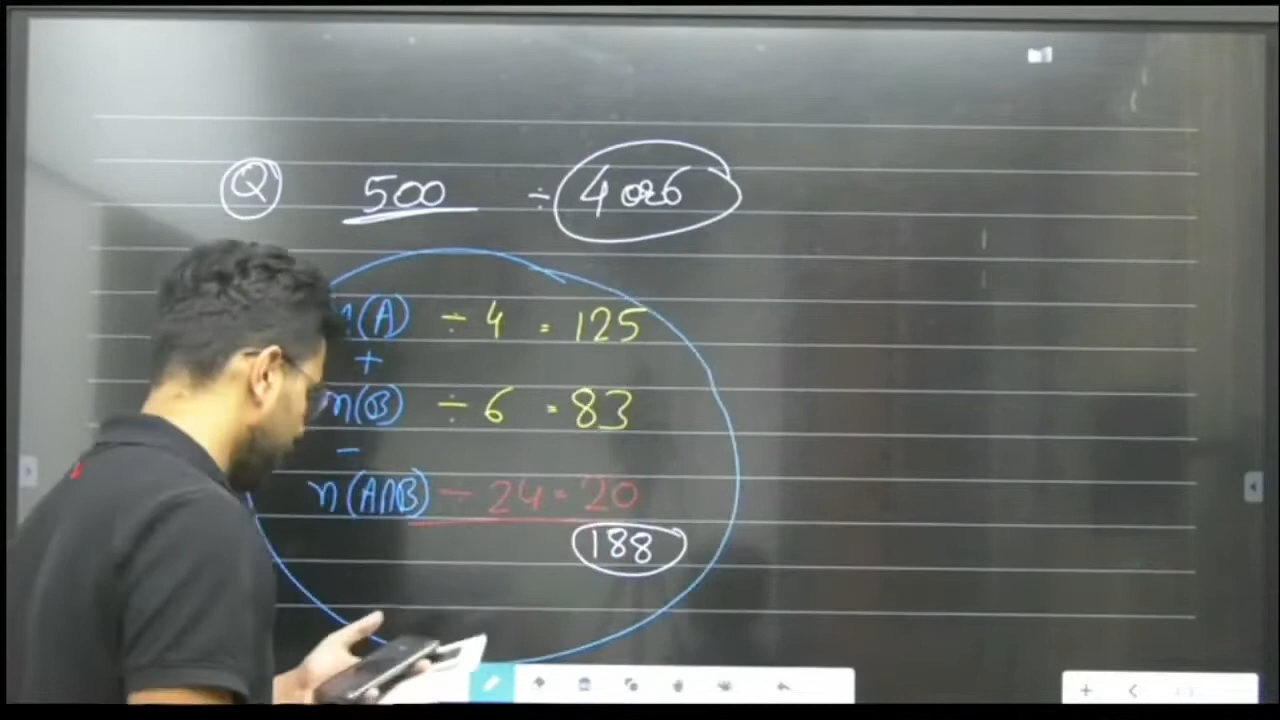 Q 500 ÷ 4 or 6
n(A) ÷ 4 = 125
+
n(B) ÷ 6 = 83
-
n(A∩B) ÷ 24 = 20
188